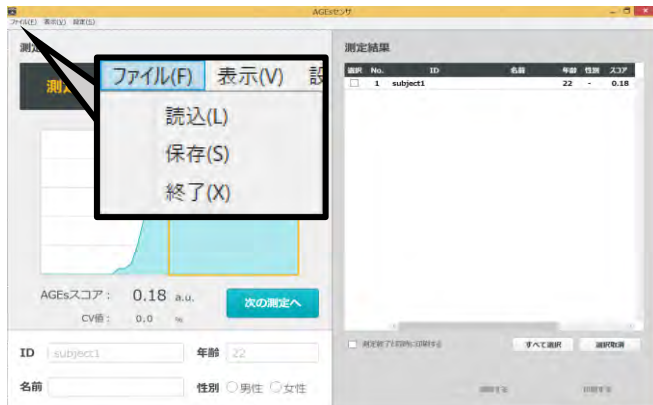 AGEsセンサ
ファイル(F) 表示(V) 設定(S)
測定結果
ファイル(F) 表示(V) 設
読込(L)
保存(S)
終了(X)
選択 No. ID 名前 年齢 性別 スコア
1 subject1 22 - 0.18
AGEsスコア: 0.18 a.u.
CV値: 0.0 %
次の測定へ
ID subject1 年齢 22
名前 性別 男性 女性
すべて選択 選択取消
印刷する